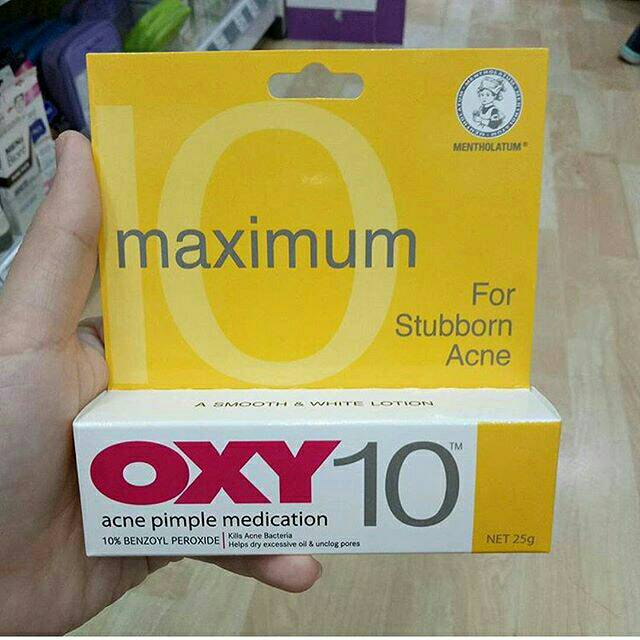 10
MENTHOLATUM®
maximum
For
Stubborn
Acne
A SMOOTH & WHITE LOTION
OXY10™
acne pimple medication
10% BENZOYL PEROXIDE
Kills Acne Bacteria
Helps dry excessive oil & unclog pores
NET 25g